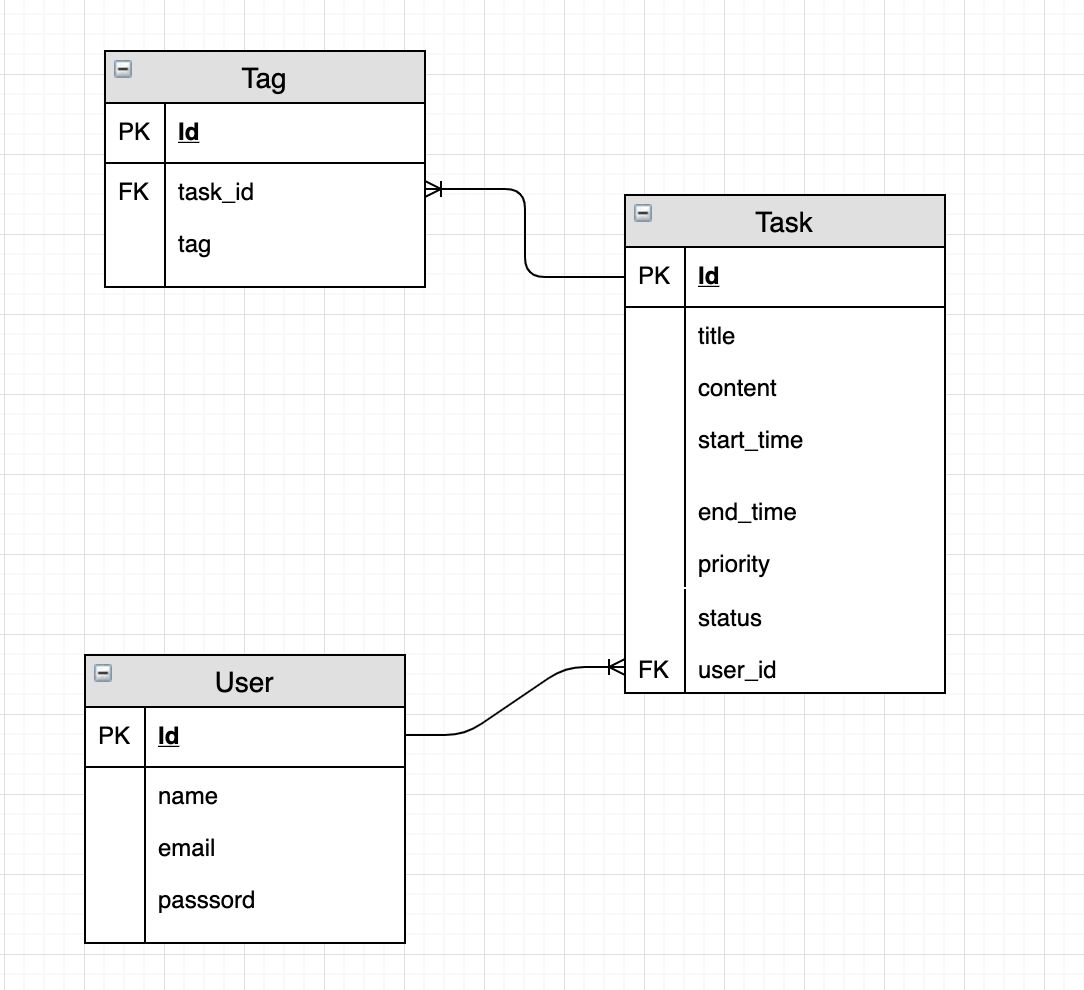 Tag
PK Id
FK task_id
tag
Task
PK Id
title
content
start_time
end_time
priority
status
FK user_id
User
PK Id
name
email
passsord